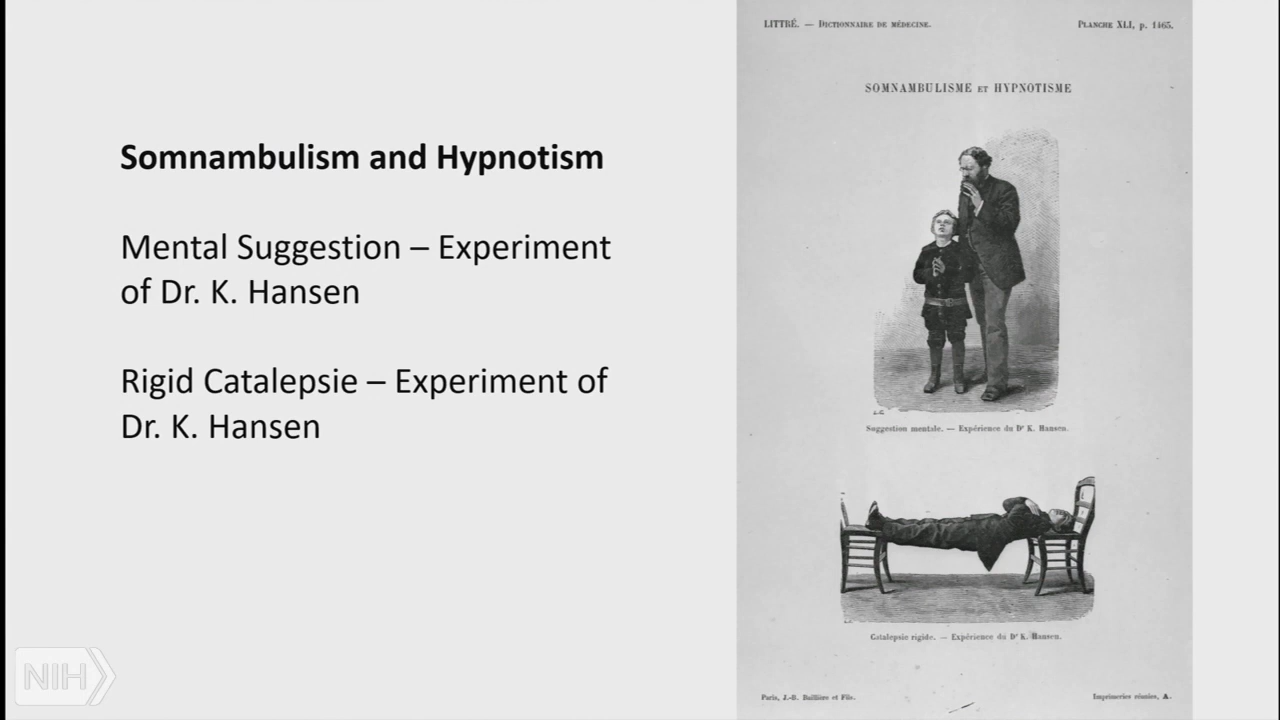 Somnambulism and Hypnotism
Mental Suggestion – Experiment
of Dr. K. Hansen
Rigid Catalepsie – Experiment of
Dr. K. Hansen
NIH
LITTRÉ. — DICTIONNAIRE DE MÉDECINE.
PLANCHE XLI, p. 1465.
SOMNAMBULISME ET HYPNOTISME
Suggestion mentale. — Expérience du Dr K. Hansen.
Catalepsie rigide. — Expérience du Dr K. Hansen.
Paris, J.-B. Baillière et Fils.
Imprimeries réunies, A.